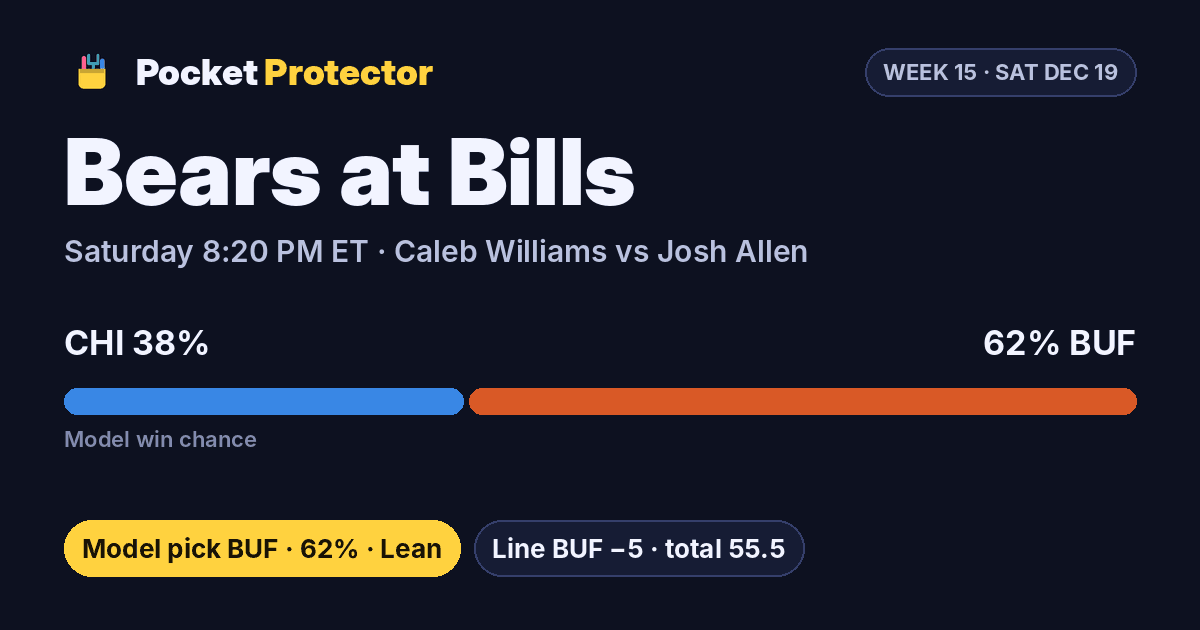 Pocket Protector
WEEK 15 · SAT DEC 19
Bears at Bills
Saturday 8:20 PM ET · Caleb Williams vs Josh Allen
CHI 38%
62% BUF
Model win chance
Model pick BUF · 62% · Lean
Line BUF −5 · total 55.5